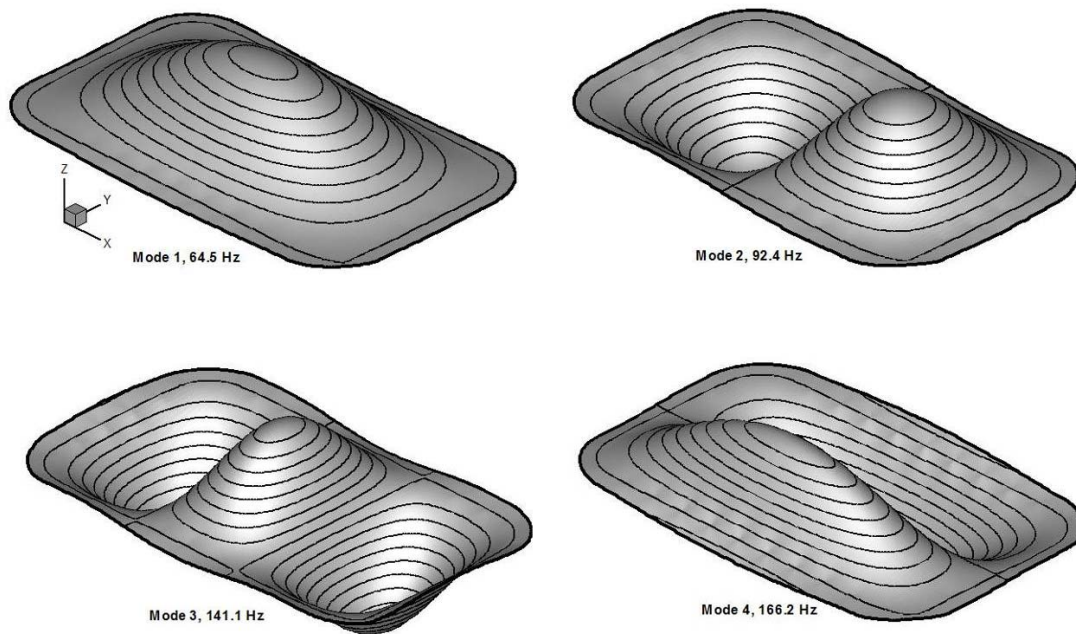 Z
Y
X
Mode 1, 64.5 Hz
Mode 2, 92.4 Hz
Mode 3, 141.1 Hz
Mode 4, 166.2 Hz